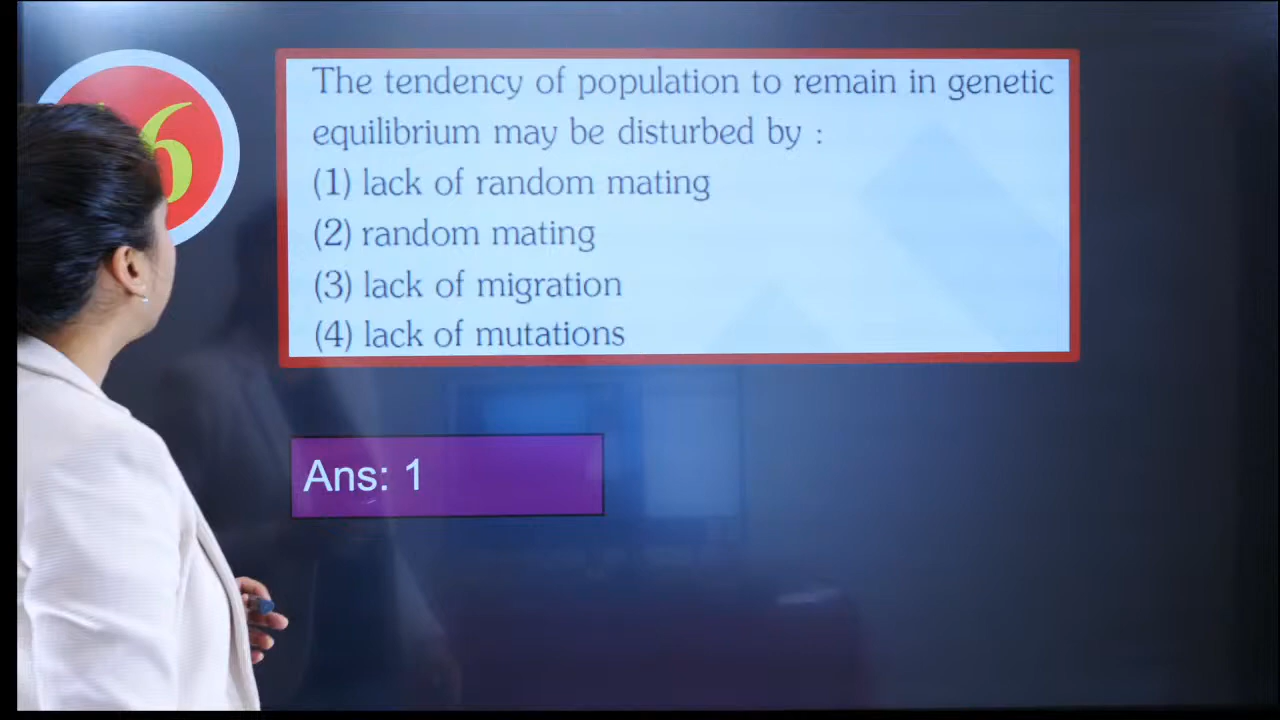 6
The tendency of population to remain in genetic
equilibrium may be disturbed by :
(1) lack of random mating
(2) random mating
(3) lack of migration
(4) lack of mutations
Ans: 1